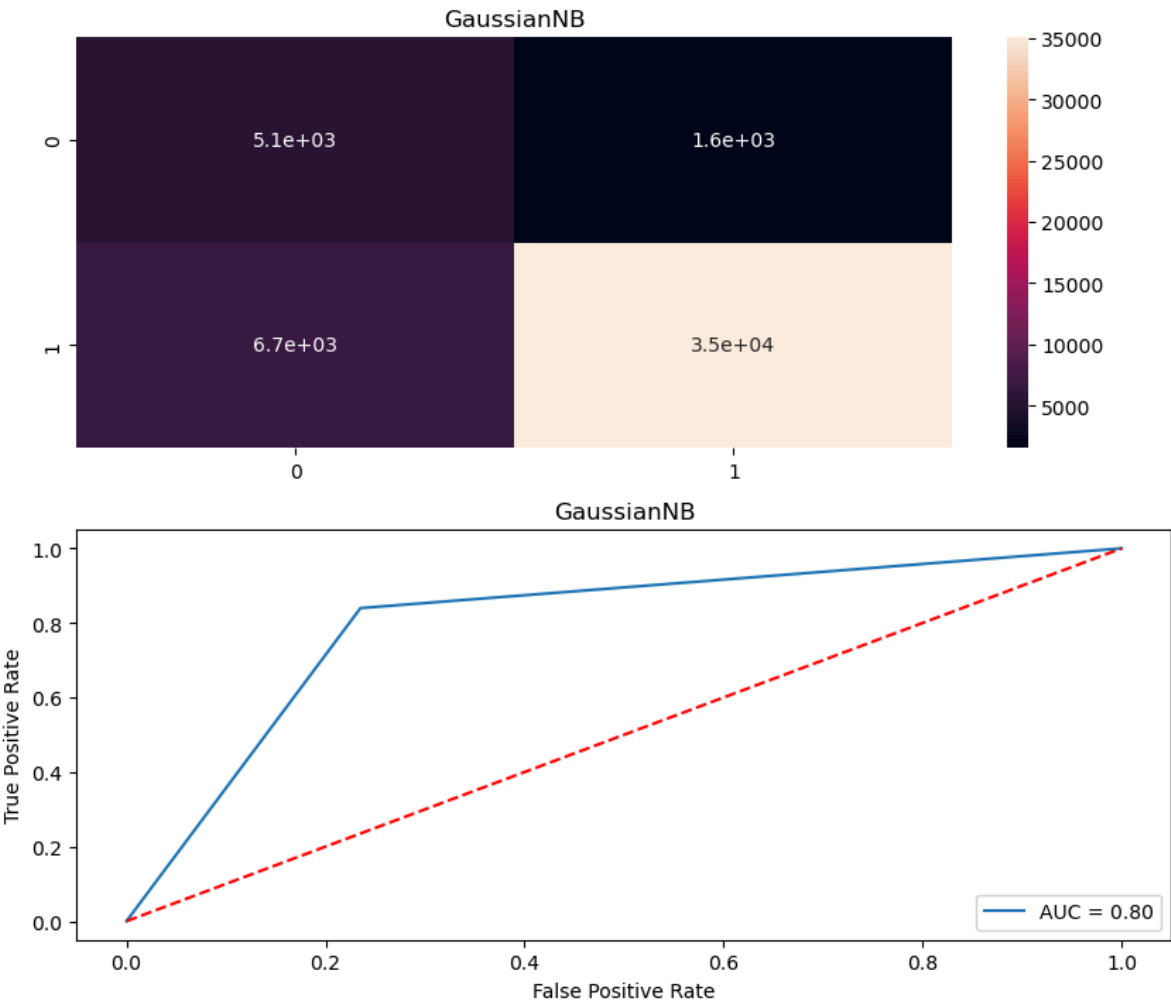 GaussianNB
35000
30000
25000
20000
15000
10000
5000
0
5.1e+03 1.6e+03
1
6.7e+03 3.5e+04
0 1
GaussianNB
True Positive Rate
1.0
0.8
0.6
0.4
0.2
0.0
AUC = 0.80
0.0 0.2 0.4 0.6 0.8 1.0
False Positive Rate